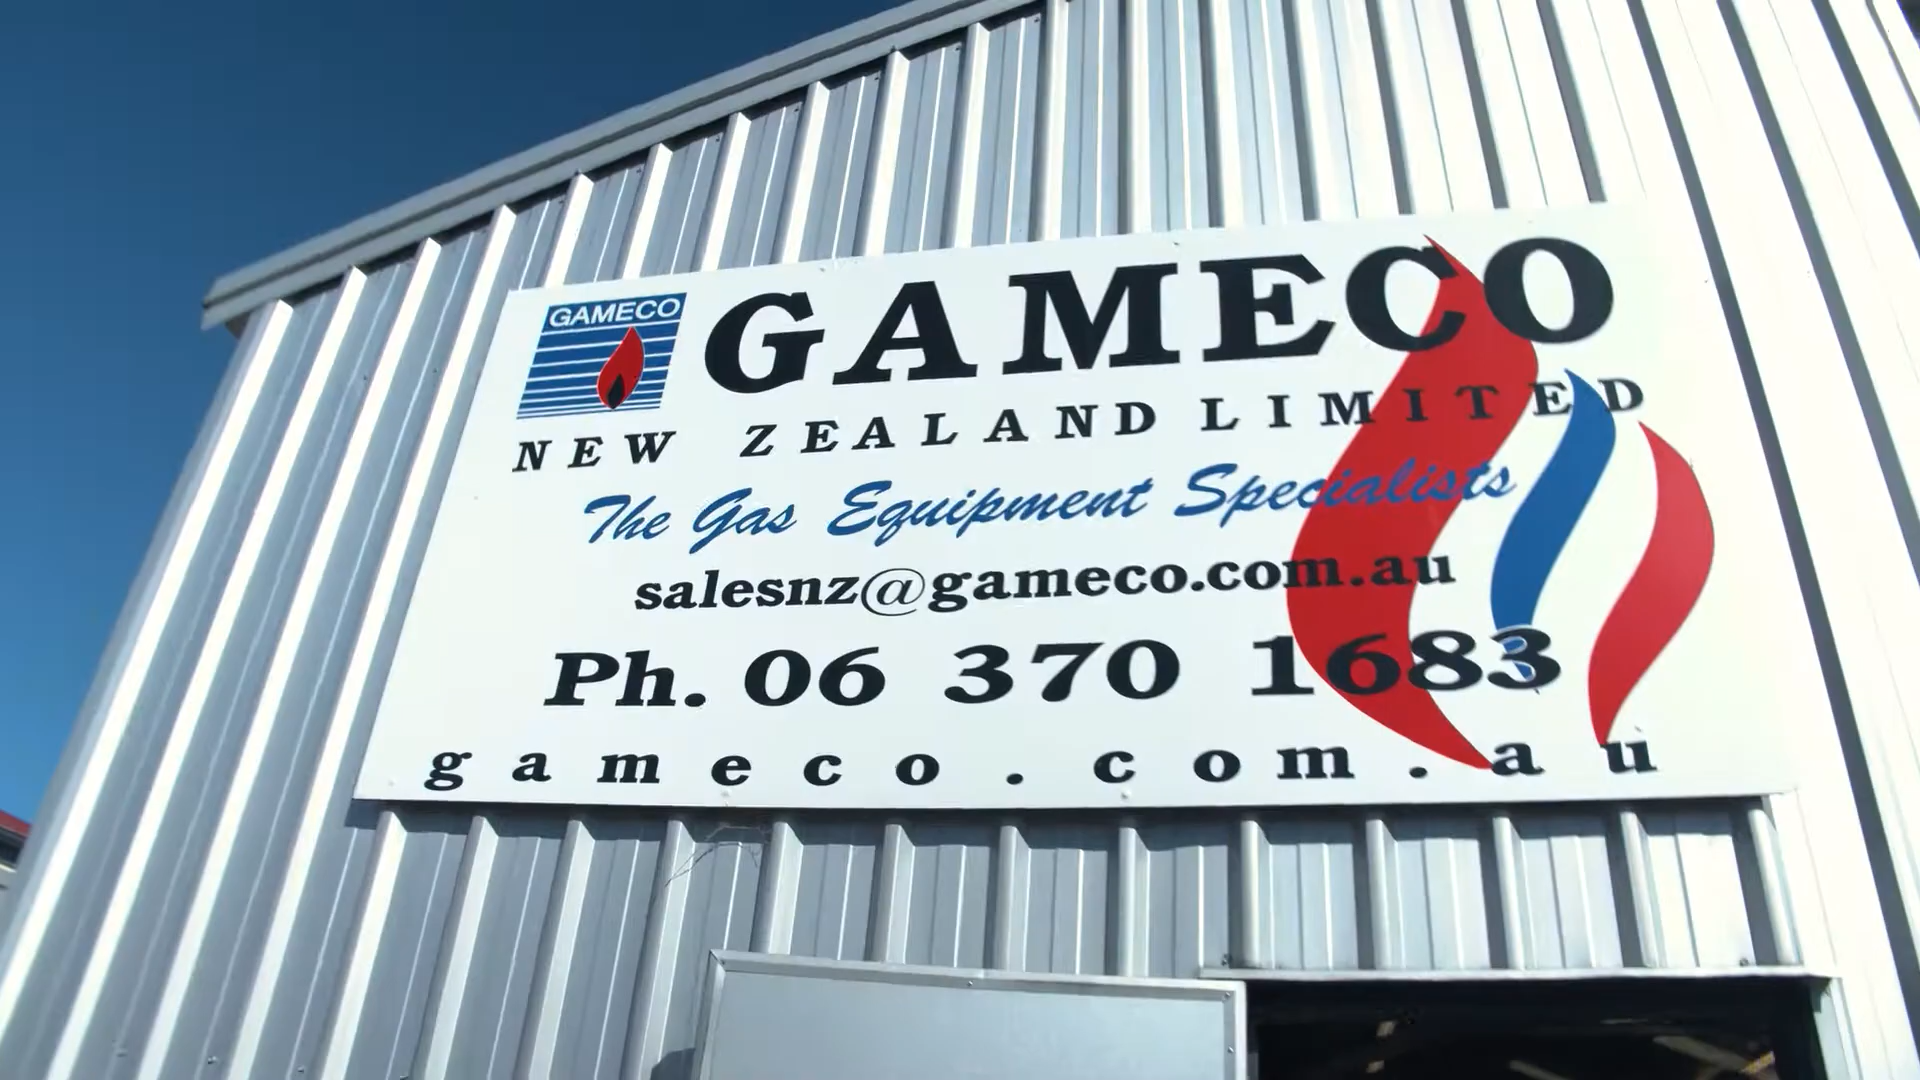 GAMECO
GAMECO
NEW ZEALAND LIMITED
The Gas Equipment Specialists
salesnz@gameco.com.au
Ph. 06 370 1683
gameco.com.au